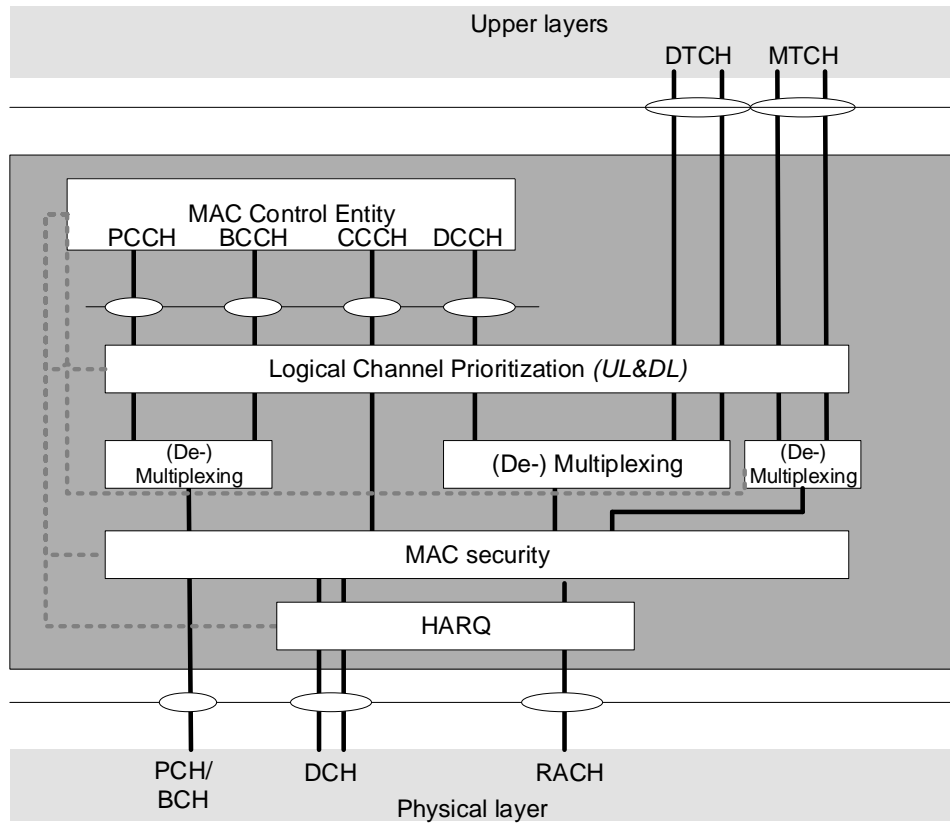 Upper layers
DTCH MTCH
MAC Control Entity
PCCH BCCH CCCH DCCH
Logical Channel Prioritization (UL&DL)
(De-)
Multiplexing
(De-) Multiplexing
(De-)
Multiplexing
MAC security
HARQ
PCH/
BCH
DCH
RACH
Physical layer